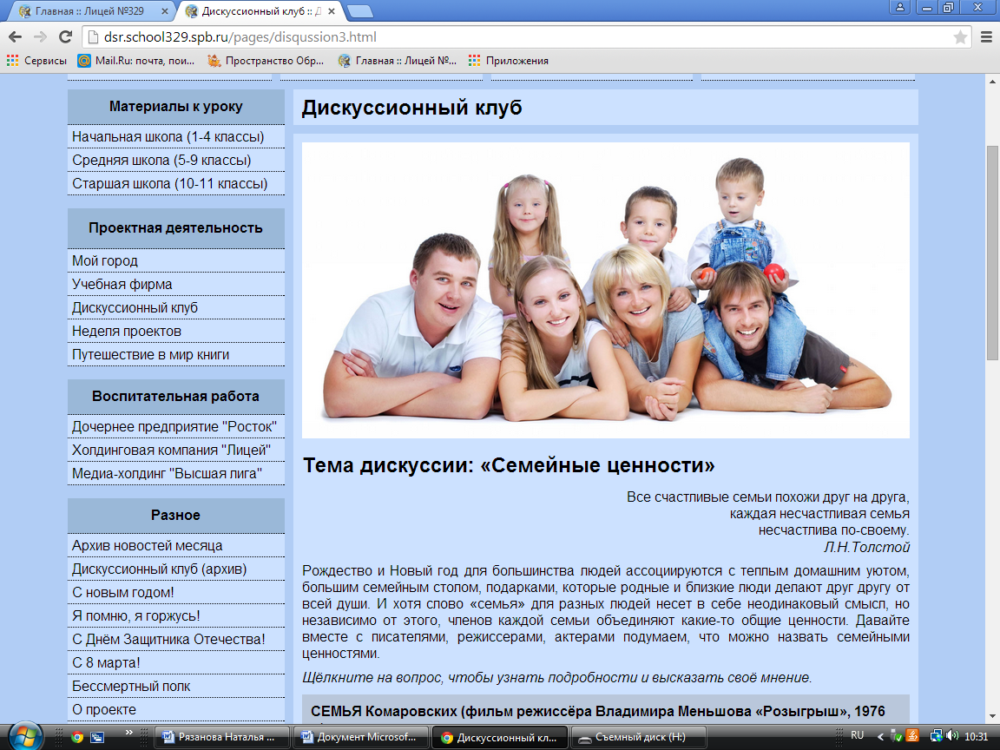 Главная :: Лицей №329
Дискуссионный клуб :: Д
dsr.school329.spb.ru/pages/disqussion3.html
Сервисы
Mail.Ru: почта, пои...
Пространство Обр...
Главная :: Лицей №...
Приложения
Материалы к уроку
Начальная школа (1-4 классы)
Средняя школа (5-9 классы)
Старшая школа (10-11 классы)
Проектная деятельность
Мой город
Учебная фирма
Дискуссионный клуб
Неделя проектов
Путешествие в мир книги
Воспитательная работа
Дочернее предприятие "Росток"
Холдинговая компания "Лицей"
Медиа-холдинг "Высшая лига"
Разное
Архив новостей месяца
Дискуссионный клуб (архив)
С новым годом!
Я помню, я горжусь!
С Днём Защитника Отечества!
С 8 марта!
Бессмертный полк
О проекте
Дискуссионный клуб
Тема дискуссии: «Семейные ценности»
Все счастливые семьи похожи друг на друга,
каждая несчастливая семья
несчастлива по-своему.
Л.Н.Толстой
Рождество и Новый год для большинства людей ассоциируются с теплым домашним уютом,
большим семейным столом, подарками, которые родные и близкие люди делают друг другу от
всей души. И хотя слово «семья» для разных людей несет в себе неодинаковый смысл, но
независимо от этого, членов каждой семьи объединяют какие-то общие ценности. Давайте
вместе с писателями, режиссерами, актерами подумаем, что можно назвать семейными
ценностями.
Щёлкните на вопрос, чтобы узнать подробности и высказать своё мнение.
СЕМЬЯ Комаровских (фильм режиссёра Владимира Меньшова «Розыгрыш», 1976
»
Рязанова Наталья ...
Документ Microsof...
Дискуссионный кл...
Съемный диск (H:)
RU
10:31